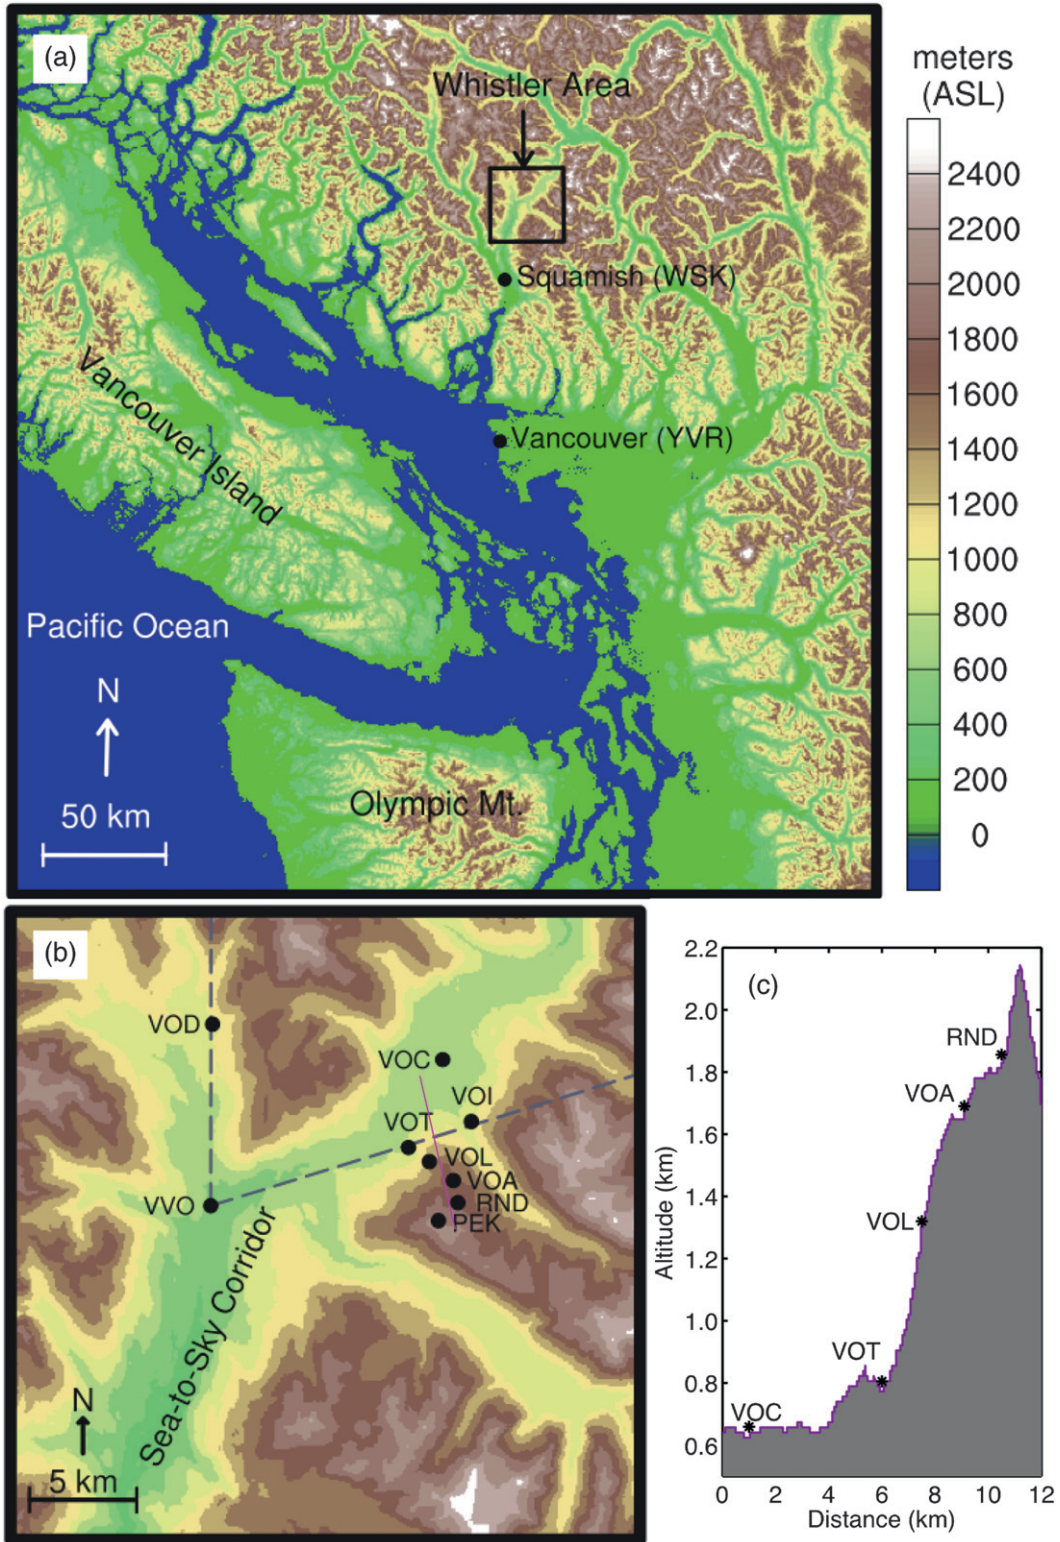 (a)
Whistler Area
Squamish (WSK)
Vancouver (YVR)
Vancouver Island
Pacific Ocean
N
50 km
Olympic Mt.
meters
(ASL)
2400
2200
2000
1800
1600
1400
1200
1000
800
600
400
200
0
(b)
VOD
VOC
VOI
VOT
VOL
VOA
RND
PEK
VVO
Sea-to-Sky Corridor
N
5 km
(c)
2.2
2.0
1.8
1.6
1.4
1.2
1.0
0.8
0.6
Altitude (km)
RND
VOA
VOL
VOT
VOC
0 2 4 6 8 10 12
Distance (km)